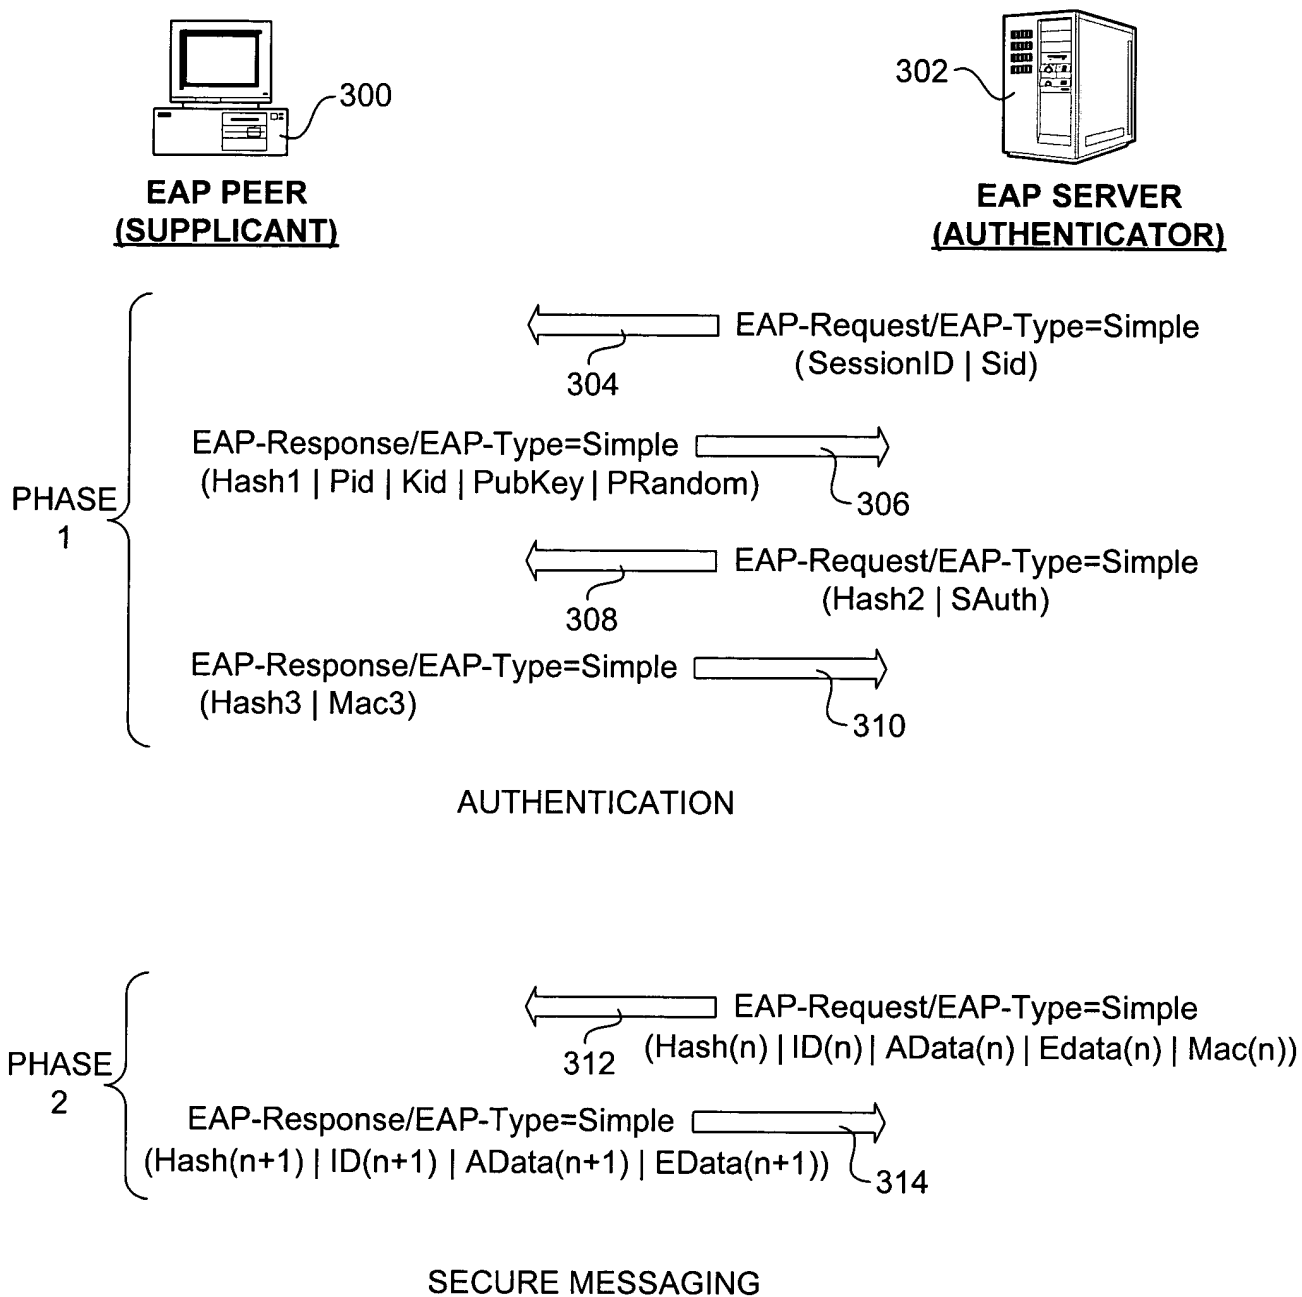 300
302
EAP PEER
(SUPPLICANT)
EAP SERVER
(AUTHENTICATOR)
EAP-Request/EAP-Type=Simple
(SessionID | Sid)
304
EAP-Response/EAP-Type=Simple
(Hash1 | Pid | Kid | PubKey | PRandom)
306
PHASE
1
EAP-Request/EAP-Type=Simple
(Hash2 | SAuth)
308
EAP-Response/EAP-Type=Simple
(Hash3 | Mac3)
310
AUTHENTICATION
EAP-Request/EAP-Type=Simple
(Hash(n) | ID(n) | AData(n) | Edata(n) | Mac(n))
312
PHASE
2
EAP-Response/EAP-Type=Simple
(Hash(n+1) | ID(n+1) | AData(n+1) | EData(n+1))
314
SECURE MESSAGING